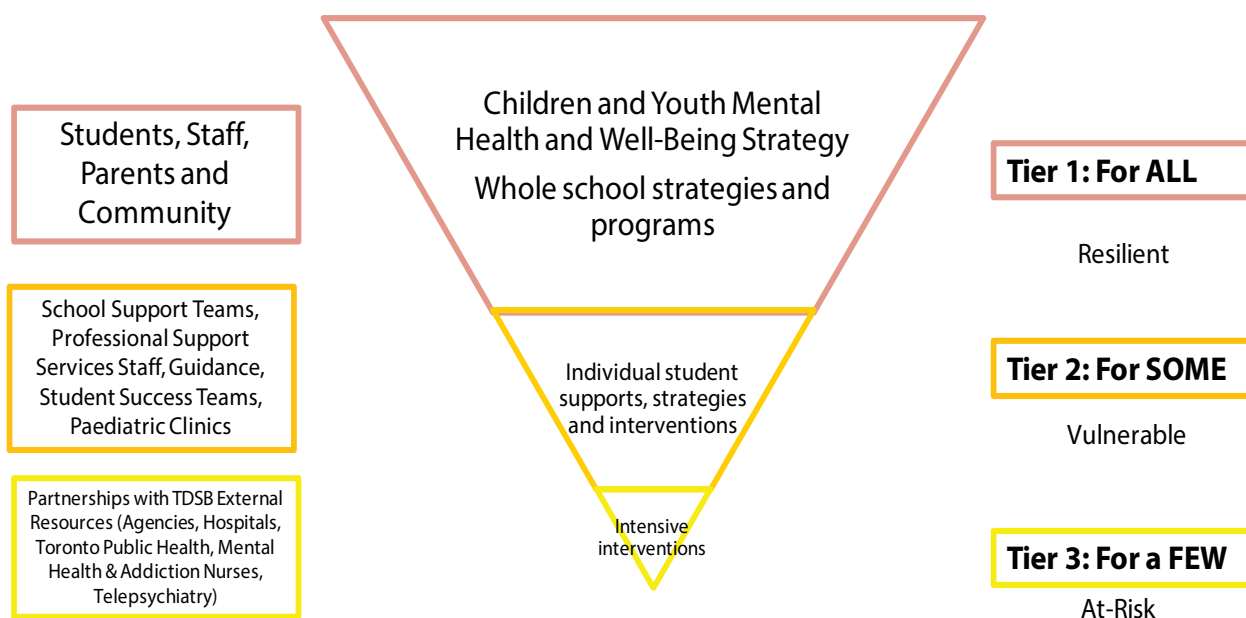 Students, Staff,
Parents and
Community
Children and Youth Mental
Health and Well-Being Strategy
Whole school strategies and
programs
Tier 1: For ALL
Resilient
School Support Teams,
Professional Support
Services Staff, Guidance,
Student Success Teams,
Paediatric Clinics
Individual student
supports, strategies
and interventions
Tier 2: For SOME
Vulnerable
Partnerships with TDSB External
Resources (Agencies, Hospitals,
Toronto Public Health, Mental
Health & Addiction Nurses,
Telepsychiatry)
Intensive
interventions
Tier 3: For a FEW
At-Risk